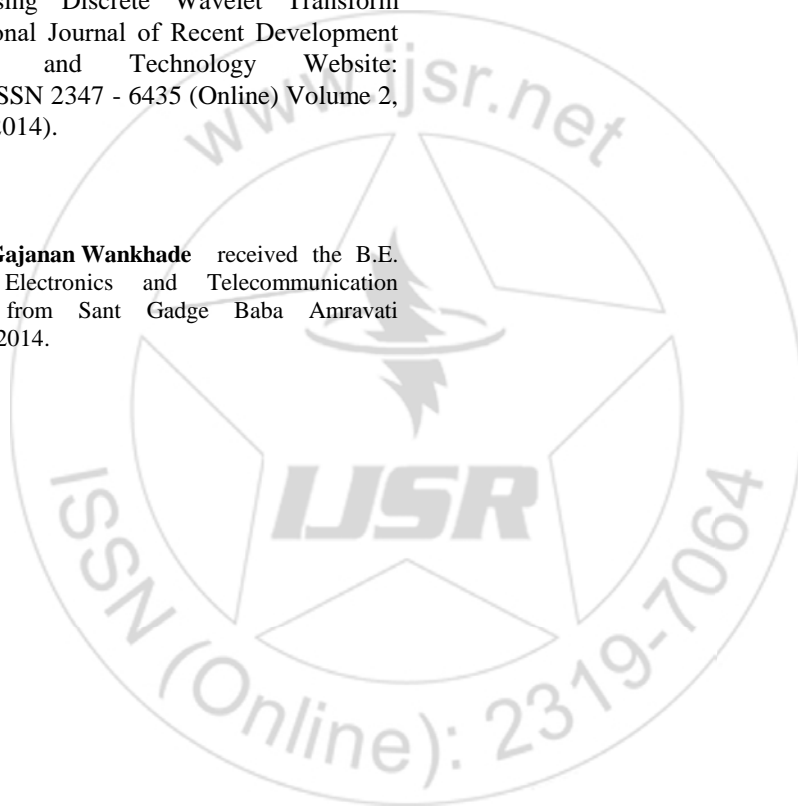 sing Discrete Wavelet Transform
onal Journal of Recent Development
and Technology Website:
SSN 2347 - 6435 (Online) Volume 2,
2014).
Gajanan Wankhade received the B.E.
Electronics and Telecommunication
from Sant Gadge Baba Amravati
2014.
www.ijsr.net
IJSR
ISSN (Online): 2319-7064